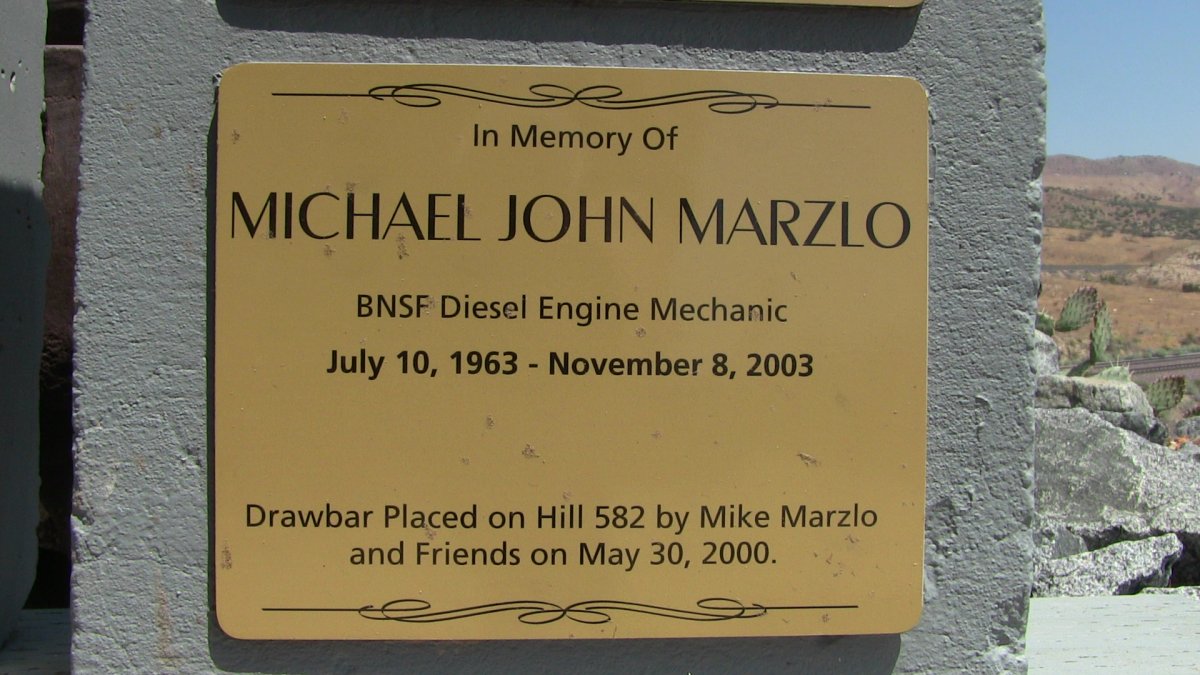 In Memory Of
MICHAEL JOHN MARZLO
BNSF Diesel Engine Mechanic
July 10, 1963 - November 8, 2003
Drawbar Placed on Hill 582 by Mike Marzlo
and Friends on May 30, 2000.